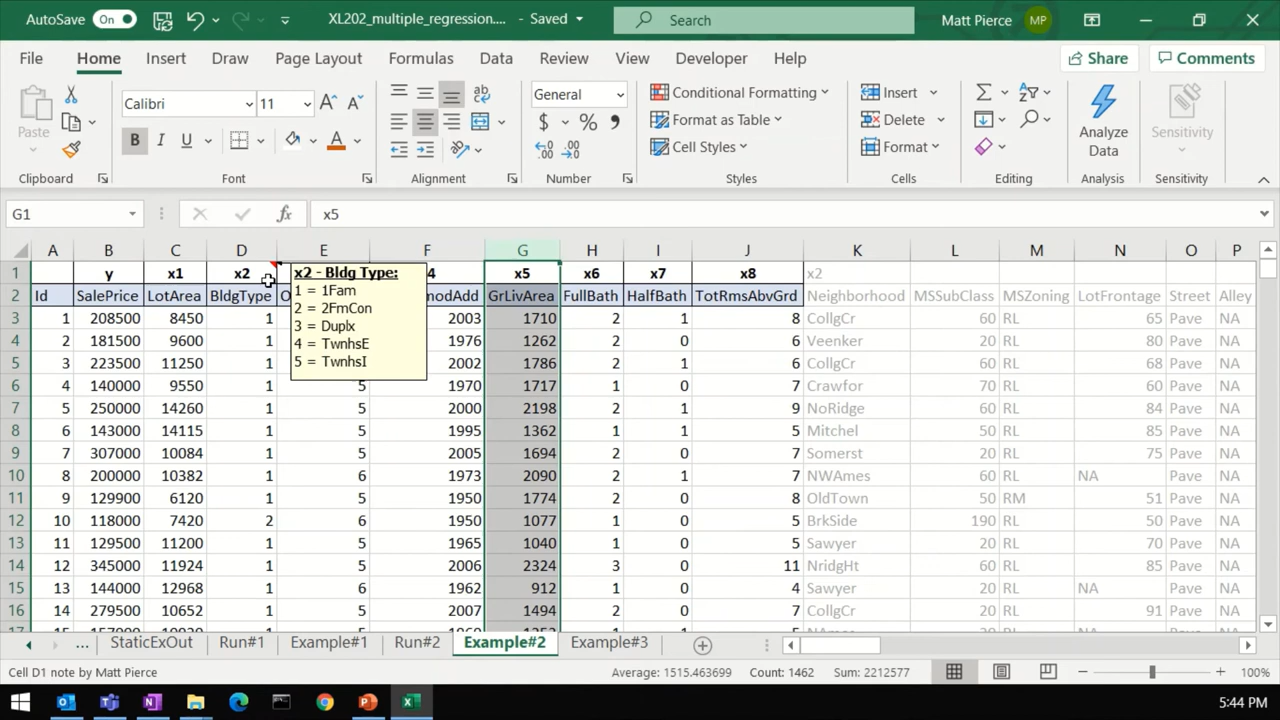 AutoSave On XL202_multiple_regression.... - Saved Search Matt Pierce MP
File Home Insert Draw Page Layout Formulas Data Review View Developer Help Share Comments
Paste Calibri 11 ab General $ % Conditional Formatting Format as Table Cell Styles Insert Delete Format Analyze Data Sensitivity
B I U A
Clipboard Font Alignment Number Styles Cells Editing Analysis Sensitivity
G1 fx x5
A B C D E F G H I J K L M N O P
1 y x1 x2 4 x5 x6 x7 x8 x2
2 Id SalePrice LotArea BldgType O modAdd GrLivArea FullBath HalfBath TotRmsAbvGrd Neighborhood MSSubClass MSZoning LotFrontage Street Alley
3 1 208500 8450 1 2003 1710 2 1 8 CollgCr 60 RL 65 Pave NA
4 2 181500 9600 1 1976 1262 2 0 6 Veenker 20 RL 80 Pave NA
5 3 223500 11250 1 2002 1786 2 1 6 CollgCr 60 RL 68 Pave NA
6 4 140000 9550 1 5 1970 1717 1 0 7 Crawfor 70 RL 60 Pave NA
7 5 250000 14260 1 5 2000 2198 2 1 9 NoRidge 60 RL 84 Pave NA
8 6 143000 14115 1 5 1995 1362 1 1 5 Mitchel 50 RL 85 Pave NA
9 7 307000 10084 1 5 2005 1694 2 0 7 Somerst 20 RL 75 Pave NA
10 8 200000 10382 1 6 1973 2090 2 1 7 NWAmes 60 RL NA Pave NA
11 9 129900 6120 1 5 1950 1774 2 0 8 OldTown 50 RM 51 Pave NA
12 10 118000 7420 2 6 1950 1077 1 0 5 BrkSide 190 RL 50 Pave NA
13 11 129500 11200 1 5 1965 1040 1 0 5 Sawyer 20 RL 70 Pave NA
14 12 345000 11924 1 5 2006 2324 3 0 11 NridgHt 60 RL 85 Pave NA
15 13 144000 12968 1 6 1962 912 1 0 4 Sawyer 20 RL NA Pave NA
16 14 279500 10652 1 5 2007 1494 2 0 7 CollgCr 20 RL 91 Pave NA
x2 - Bldg Type:
1 = 1Fam
2 = 2FmCon
3 = Duplx
4 = TwnhsE
5 = TwnhsI
... StaticExOut Run#1 Example#1 Run#2 Example#2 Example#3
Cell D1 note by Matt Pierce Average: 1515.463699 Count: 1462 Sum: 2212577 100%
5:44 PM